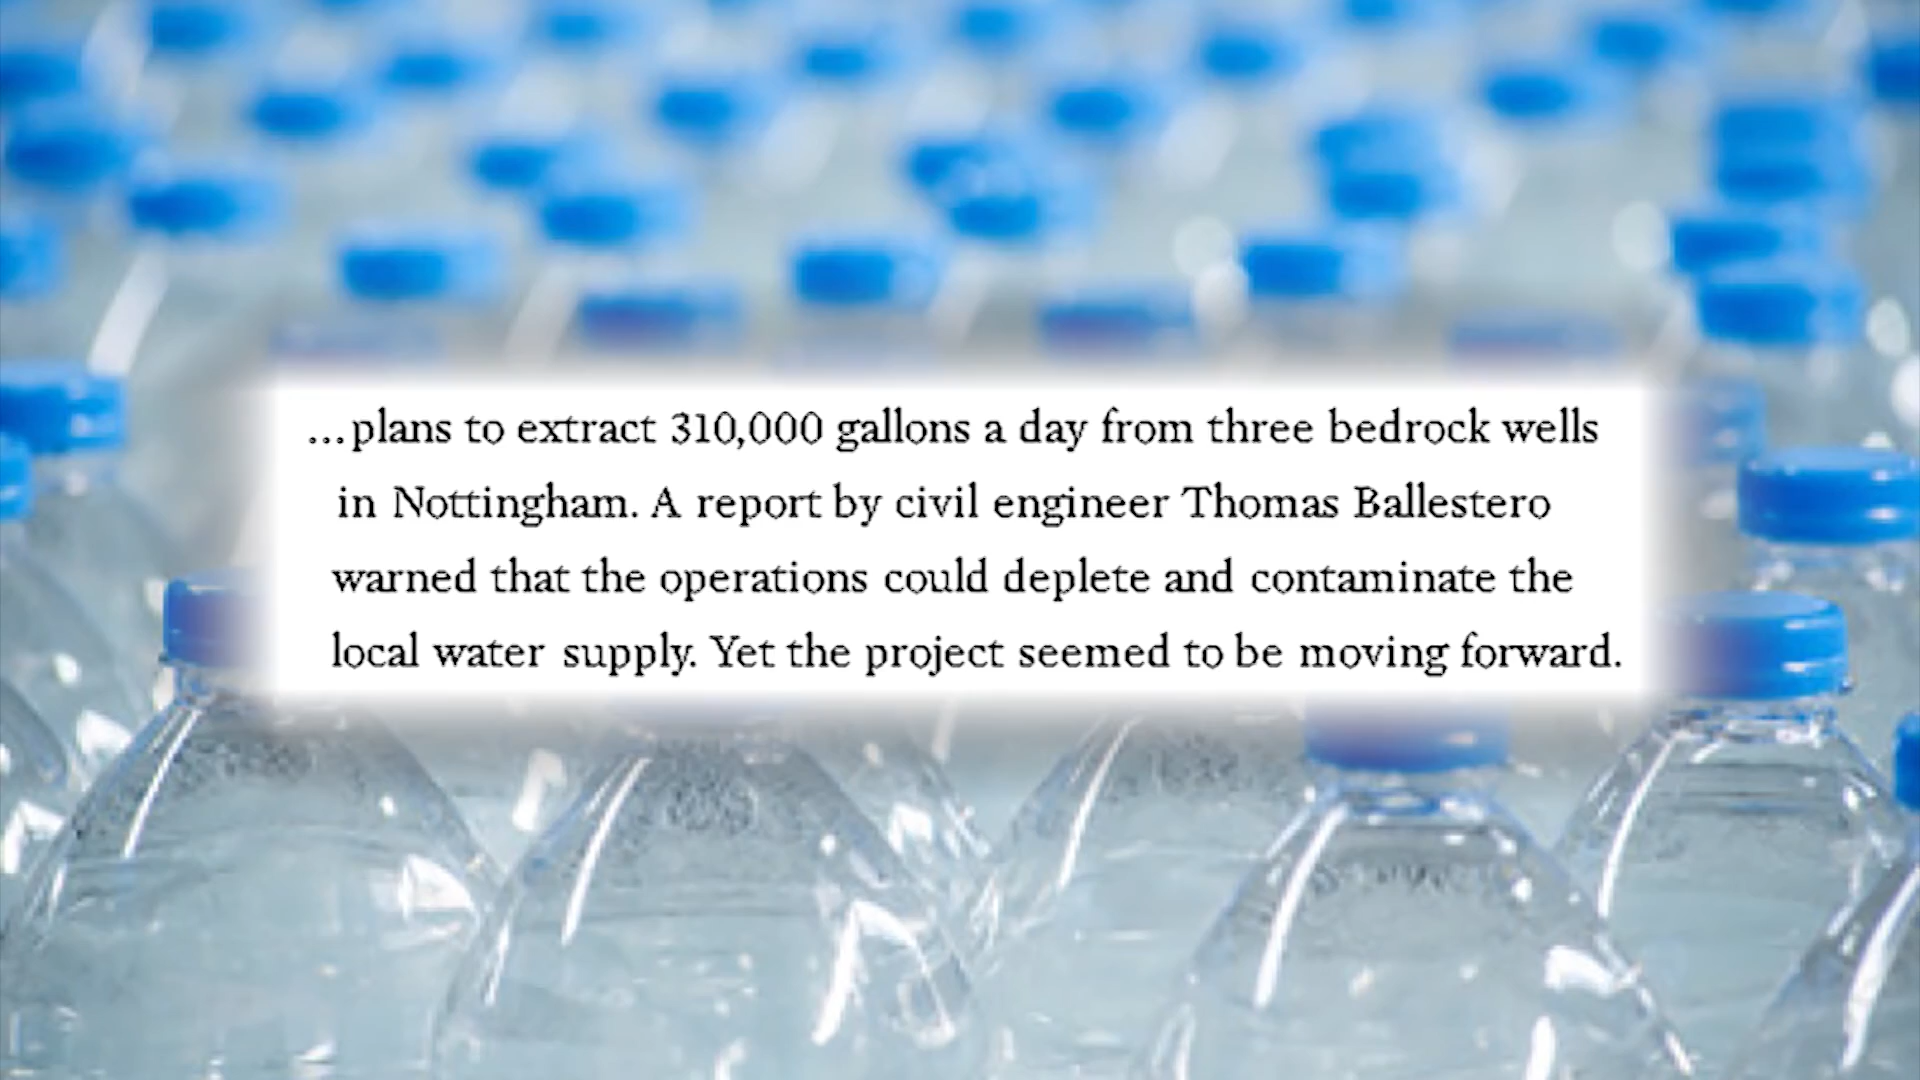 ...plans to extract 310,000 gallons a day from three bedrock wells
in Nottingham. A report by civil engineer Thomas Ballestero
warned that the operations could deplete and contaminate the
local water supply. Yet the project seemed to be moving forward.